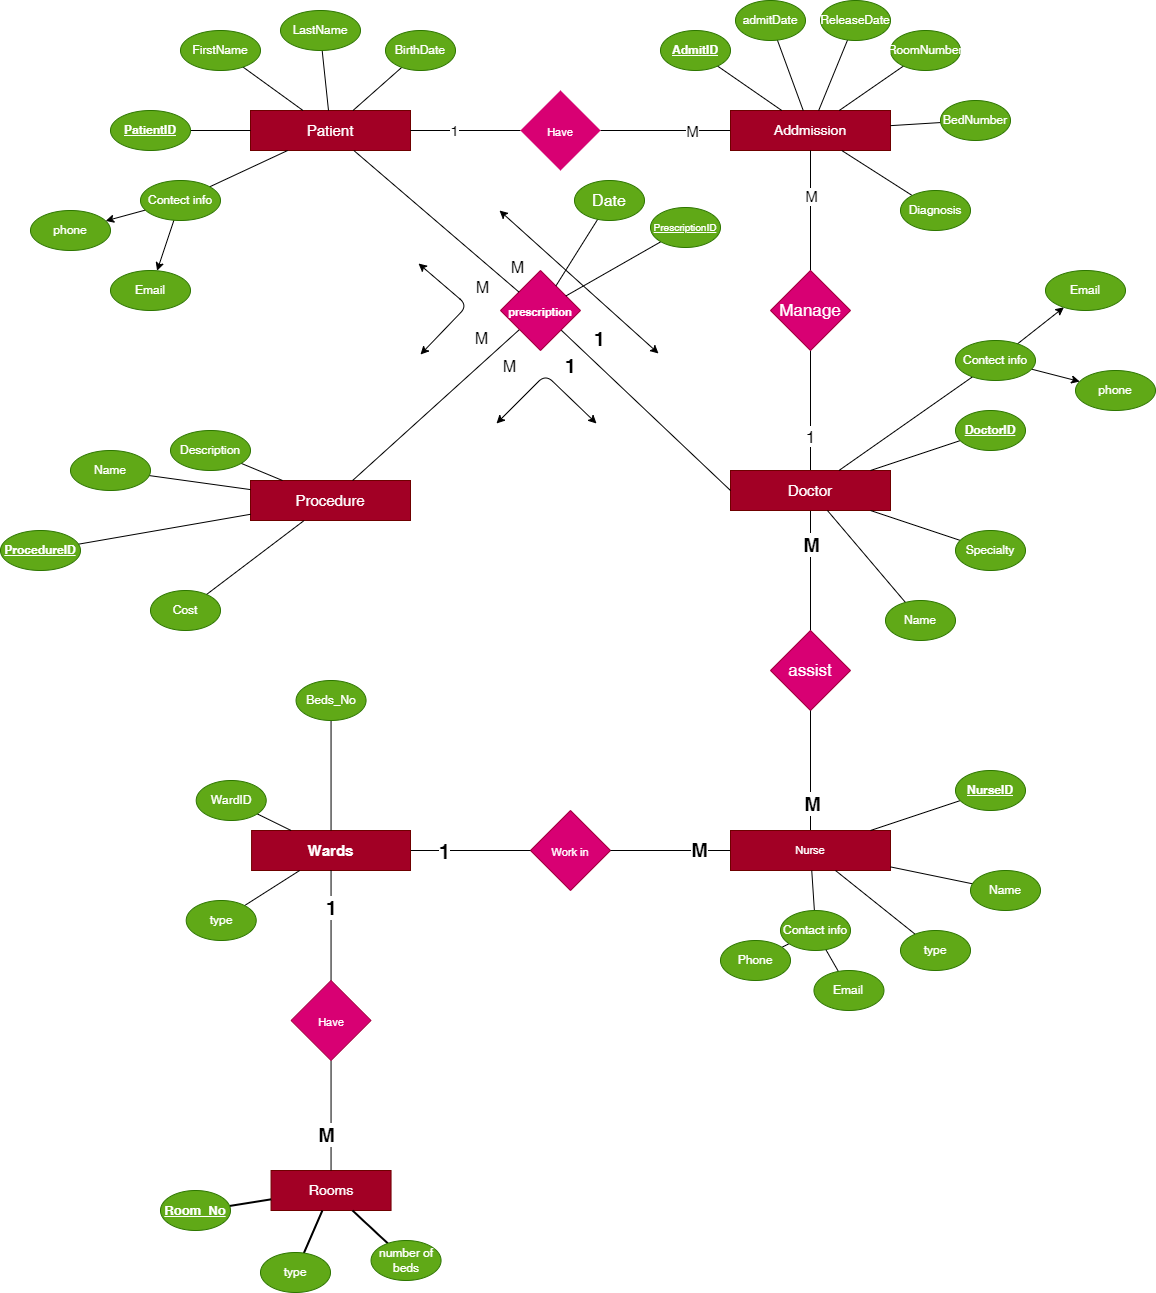 admitDate
ReleaseDate
LastName
FirstName
BirthDate
AdmitID
RoomNumber
BedNumber
PatientID
Patient
1
Have
M
Addmission
Contect info
Date
M
phone
PrescriptionID
Diagnosis
M
M
Email
prescription
Manage
Email
M
1
M
1
Contect info
phone
1
DoctorID
Description
Name
Procedure
Doctor
ProcedureID
M
Specialty
Cost
Name
assist
Beds_No
WardID
M
NurseID
Wards
1
Work in
M
Nurse
Name
1
type
Contact info
type
Phone
Email
Have
M
Rooms
Room_No
type
number of
beds